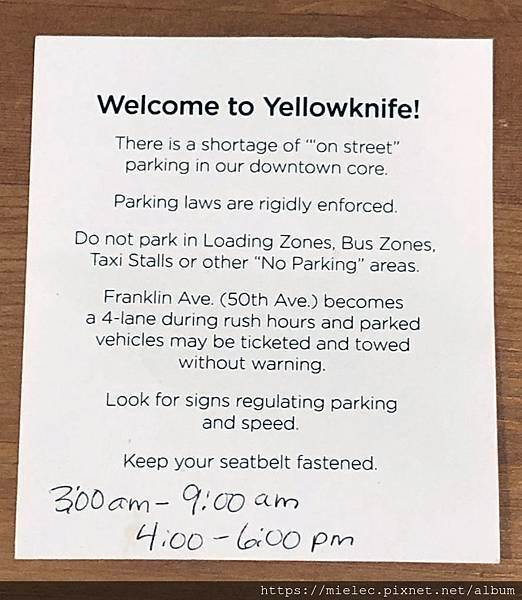 Welcome to Yellowknife!
There is a shortage of “"on street”
parking in our downtown core.
Parking laws are rigidly enforced.
Do not park in Loading Zones, Bus Zones,
Taxi Stalls or other “No Parking” areas.
Franklin Ave. (50th Ave.) becomes
a 4-lane during rush hours and parked
vehicles may be ticketed and towed
without warning.
Look for signs regulating parking
and speed.
Keep your seatbelt fastened.
3:00 am - 9:00 am
4:00 - 6:00 pm
https://mielec.pixnet.net/album